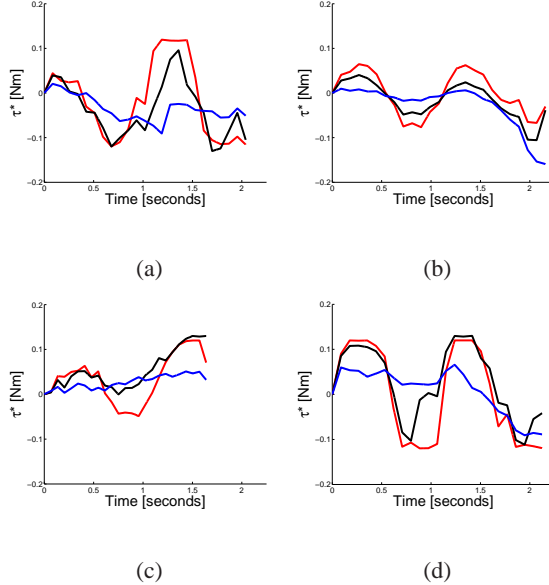 0.2
0.1
0
−0.1
−0.2
τ* [Nm]
0 0.5 1 1.5 2
Time [seconds]
(a)
0.2
0.1
0
−0.1
−0.2
τ* [Nm]
0 0.5 1 1.5 2
Time [seconds]
(b)
0.2
0.1
0
−0.1
−0.2
τ* [Nm]
0 0.5 1 1.5 2
Time [seconds]
(c)
0.2
0.1
0
−0.1
−0.2
τ* [Nm]
0 0.5 1 1.5 2
Time [seconds]
(d)